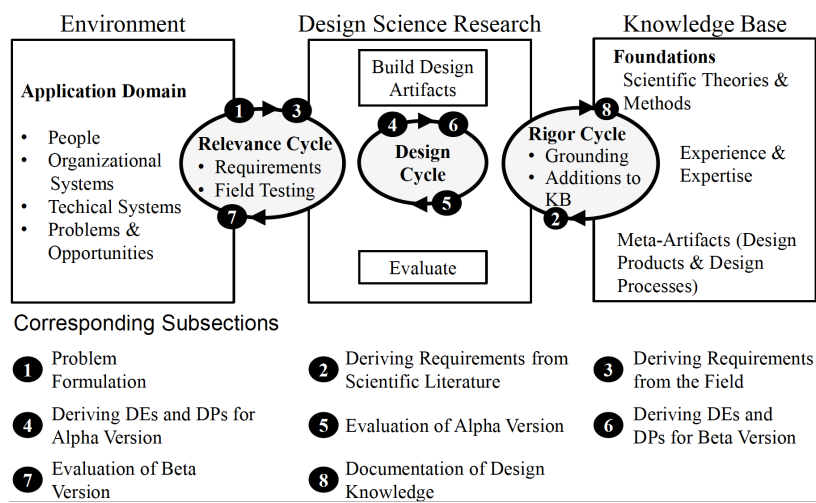 Environment
Design Science Research
Knowledge Base
Application Domain
• People
• Organizational
Systems
• Techical Systems
• Problems &
Opportunities
1
3
Relevance Cycle
• Requirements
• Field Testing
7
Build Design
Artifacts
4
6
Design
Cycle
5
Evaluate
8
Rigor Cycle
• Grounding
• Additions to
KB
2
Foundations
Scientific Theories &
Methods
Experience &
Expertise
Meta-Artifacts (Design
Products & Design
Processes)
Corresponding Subsections
1 Problem
Formulation
2 Deriving Requirements from
Scientific Literature
3 Deriving Requirements
from the Field
4 Deriving DEs and DPs for
Alpha Version
5 Evaluation of Alpha Version
6 Deriving DEs and
DPs for Beta Version
7 Evaluation of Beta
Version
8 Documentation of Design
Knowledge